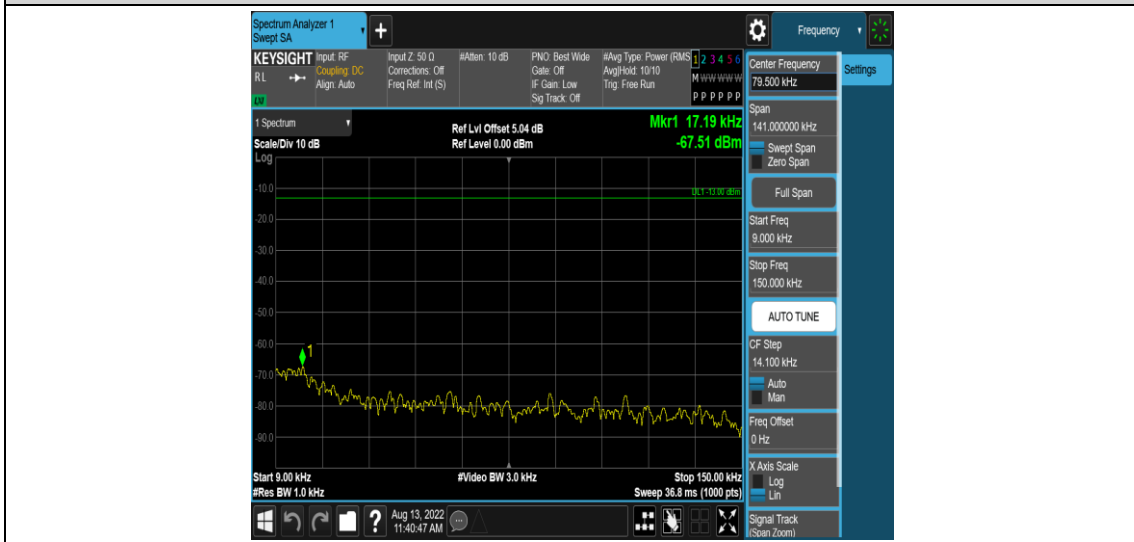 Spectrum Analyzer 1
Swept SA
+
Frequency
KEYSIGHT
RL
Input: RF
Coupling: DC
Align: Auto
Input Z: 50 Ω
Corrections: Off
Freq Ref: Int (S)
#Atten: 10 dB
PNO: Best Wide
Gate: Off
IF Gain: Low
Sig Track: Off
#Avg Type: Power (RMS
Avg|Hold: 10/10
Trig: Free Run
1 2 3 4 5 6
M W W W W W
P P P P P P
Center Frequency
79.500 kHz
Settings
Span
141.000000 kHz
Swept Span
Zero Span
Full Span
Start Freq
9.000 kHz
Stop Freq
150.000 kHz
AUTO TUNE
CF Step
14.100 kHz
Auto
Man
Freq Offset
0 Hz
X Axis Scale
Log
Lin
Signal Track
(Span Zoom)
1 Spectrum
Scale/Div 10 dB
Log
Ref Lvl Offset 5.04 dB
Ref Level 0.00 dBm
Mkr1 17.19 kHz
-67.51 dBm
DL1 -13.00 dBm
-10.0
-20.0
-30.0
-40.0
-50.0
-60.0
-70.0
-80.0
-90.0
1
Start 9.00 kHz
#Res BW 1.0 kHz
#Video BW 3.0 kHz
Stop 150.00 kHz
Sweep 36.8 ms (1000 pts)
?
Aug 13, 2022
11:40:47 AM